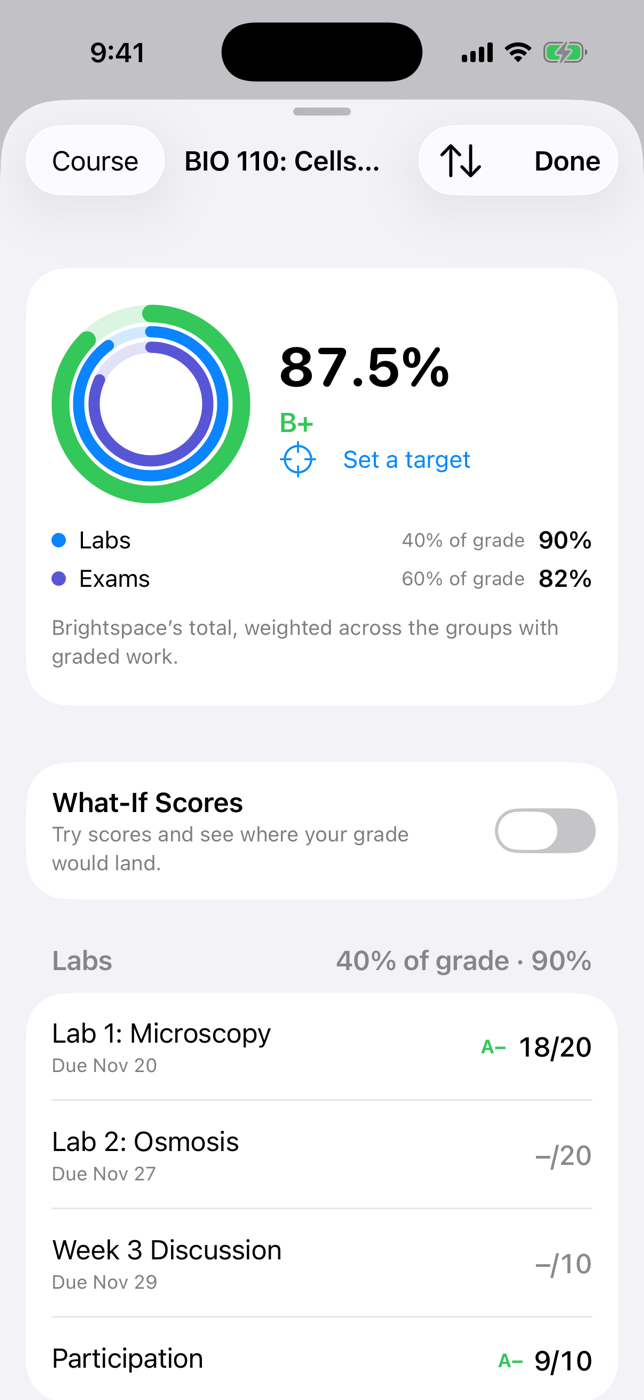 9:41
Course
BIO 110: Cells...
Done
87.5%
B+
Set a target
Labs 40% of grade 90%
Exams 60% of grade 82%
Brightspace’s total, weighted across the groups with
graded work.
What-If Scores
Try scores and see where your grade
would land.
Labs 40% of grade · 90%
Lab 1: Microscopy
Due Nov 20
A− 18/20
Lab 2: Osmosis
Due Nov 27
–/20
Week 3 Discussion
Due Nov 29
–/10
Participation
A− 9/10